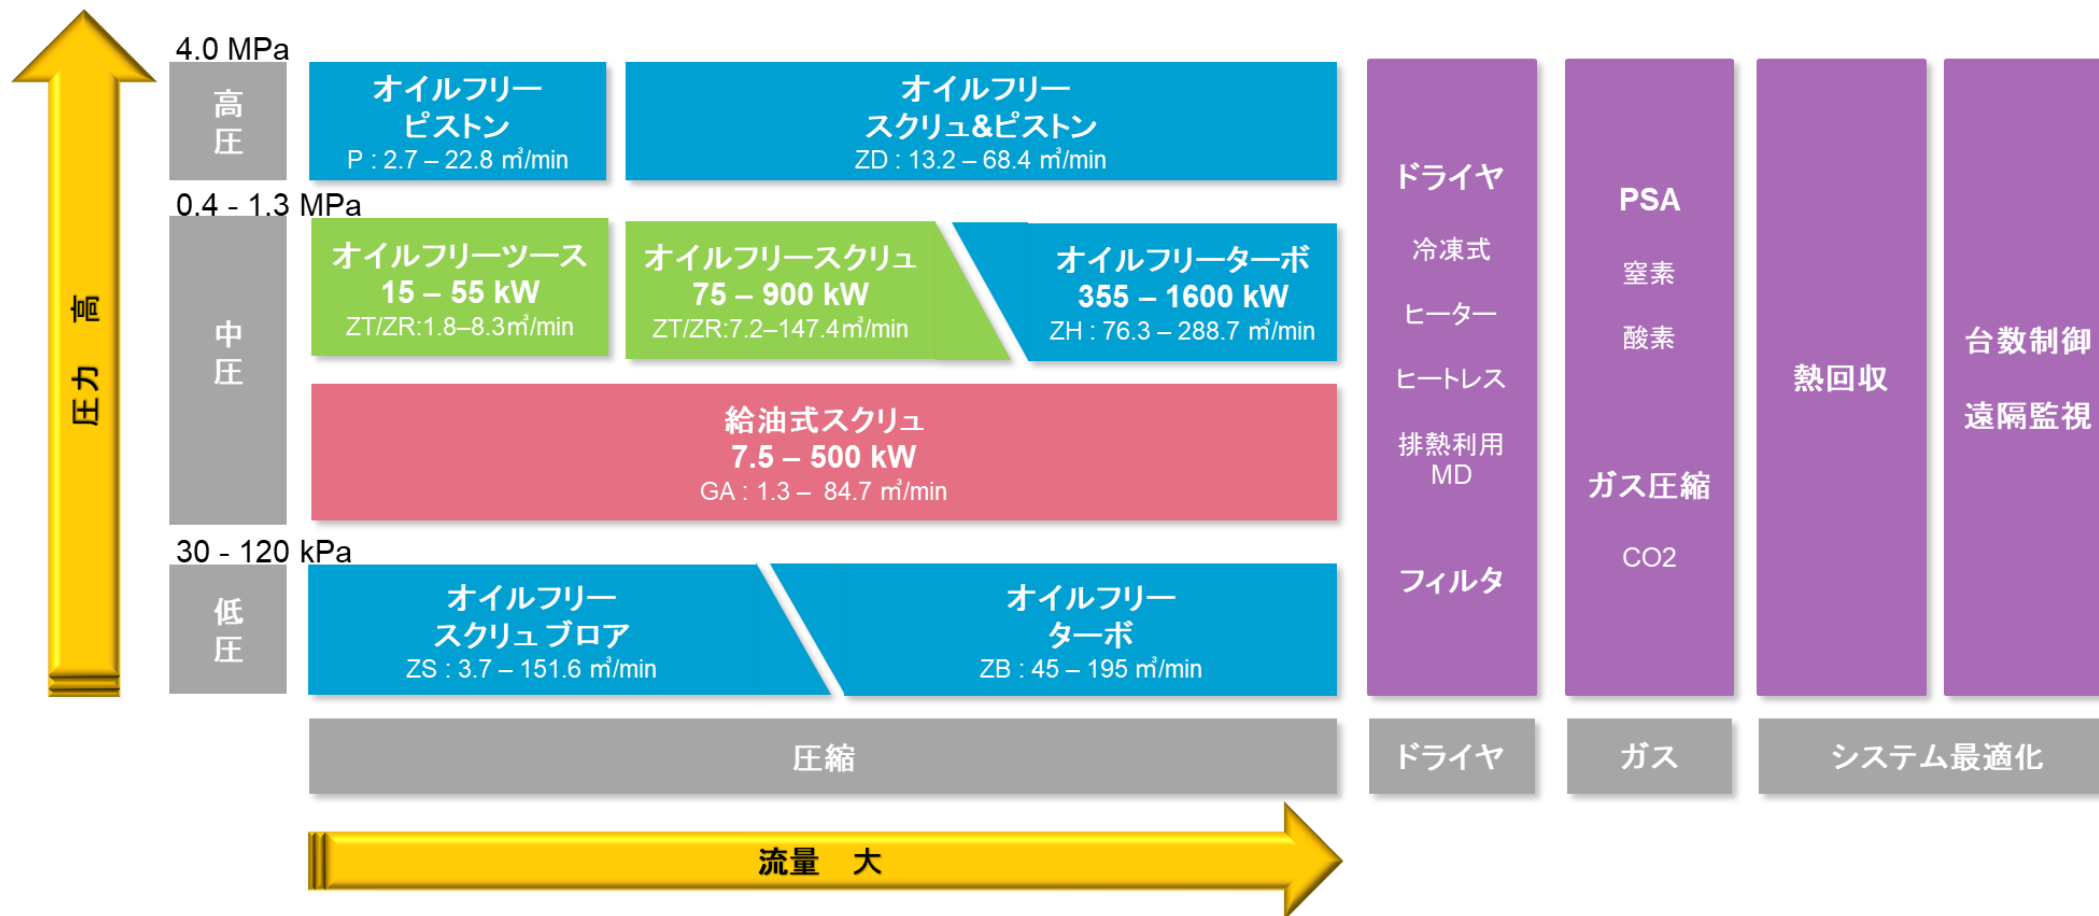 4.0 MPa
高
圧
オイルフリー
ピストン
P : 2.7 – 22.8 ㎥/min
オイルフリー
スクリュ&ピストン
ZD : 13.2 – 68.4 ㎥/min
0.4 - 1.3 MPa
中
圧
オイルフリーツース
15 – 55 kW
ZT/ZR:1.8–8.3㎥/min
オイルフリースクリュ
75 – 900 kW
ZT/ZR:7.2–147.4㎥/min
オイルフリーターボ
355 – 1600 kW
ZH : 76.3 – 288.7 ㎥/min
給油式スクリュ
7.5 – 500 kW
GA : 1.3 – 84.7 ㎥/min
30 - 120 kPa
低
圧
オイルフリー
スクリュ ブロア
ZS : 3.7 – 151.6 ㎥/min
オイルフリー
ターボ
ZB : 45 – 195 ㎥/min
圧力 高
ドライヤ
冷凍式
ヒーター
ヒートレス
排熱利用
MD
フィルタ
PSA
窒素
酸素
ガス圧縮
CO2
熱回収
台数制御
遠隔監視
圧縮
ドライヤ
ガス
システム最適化
流量 大